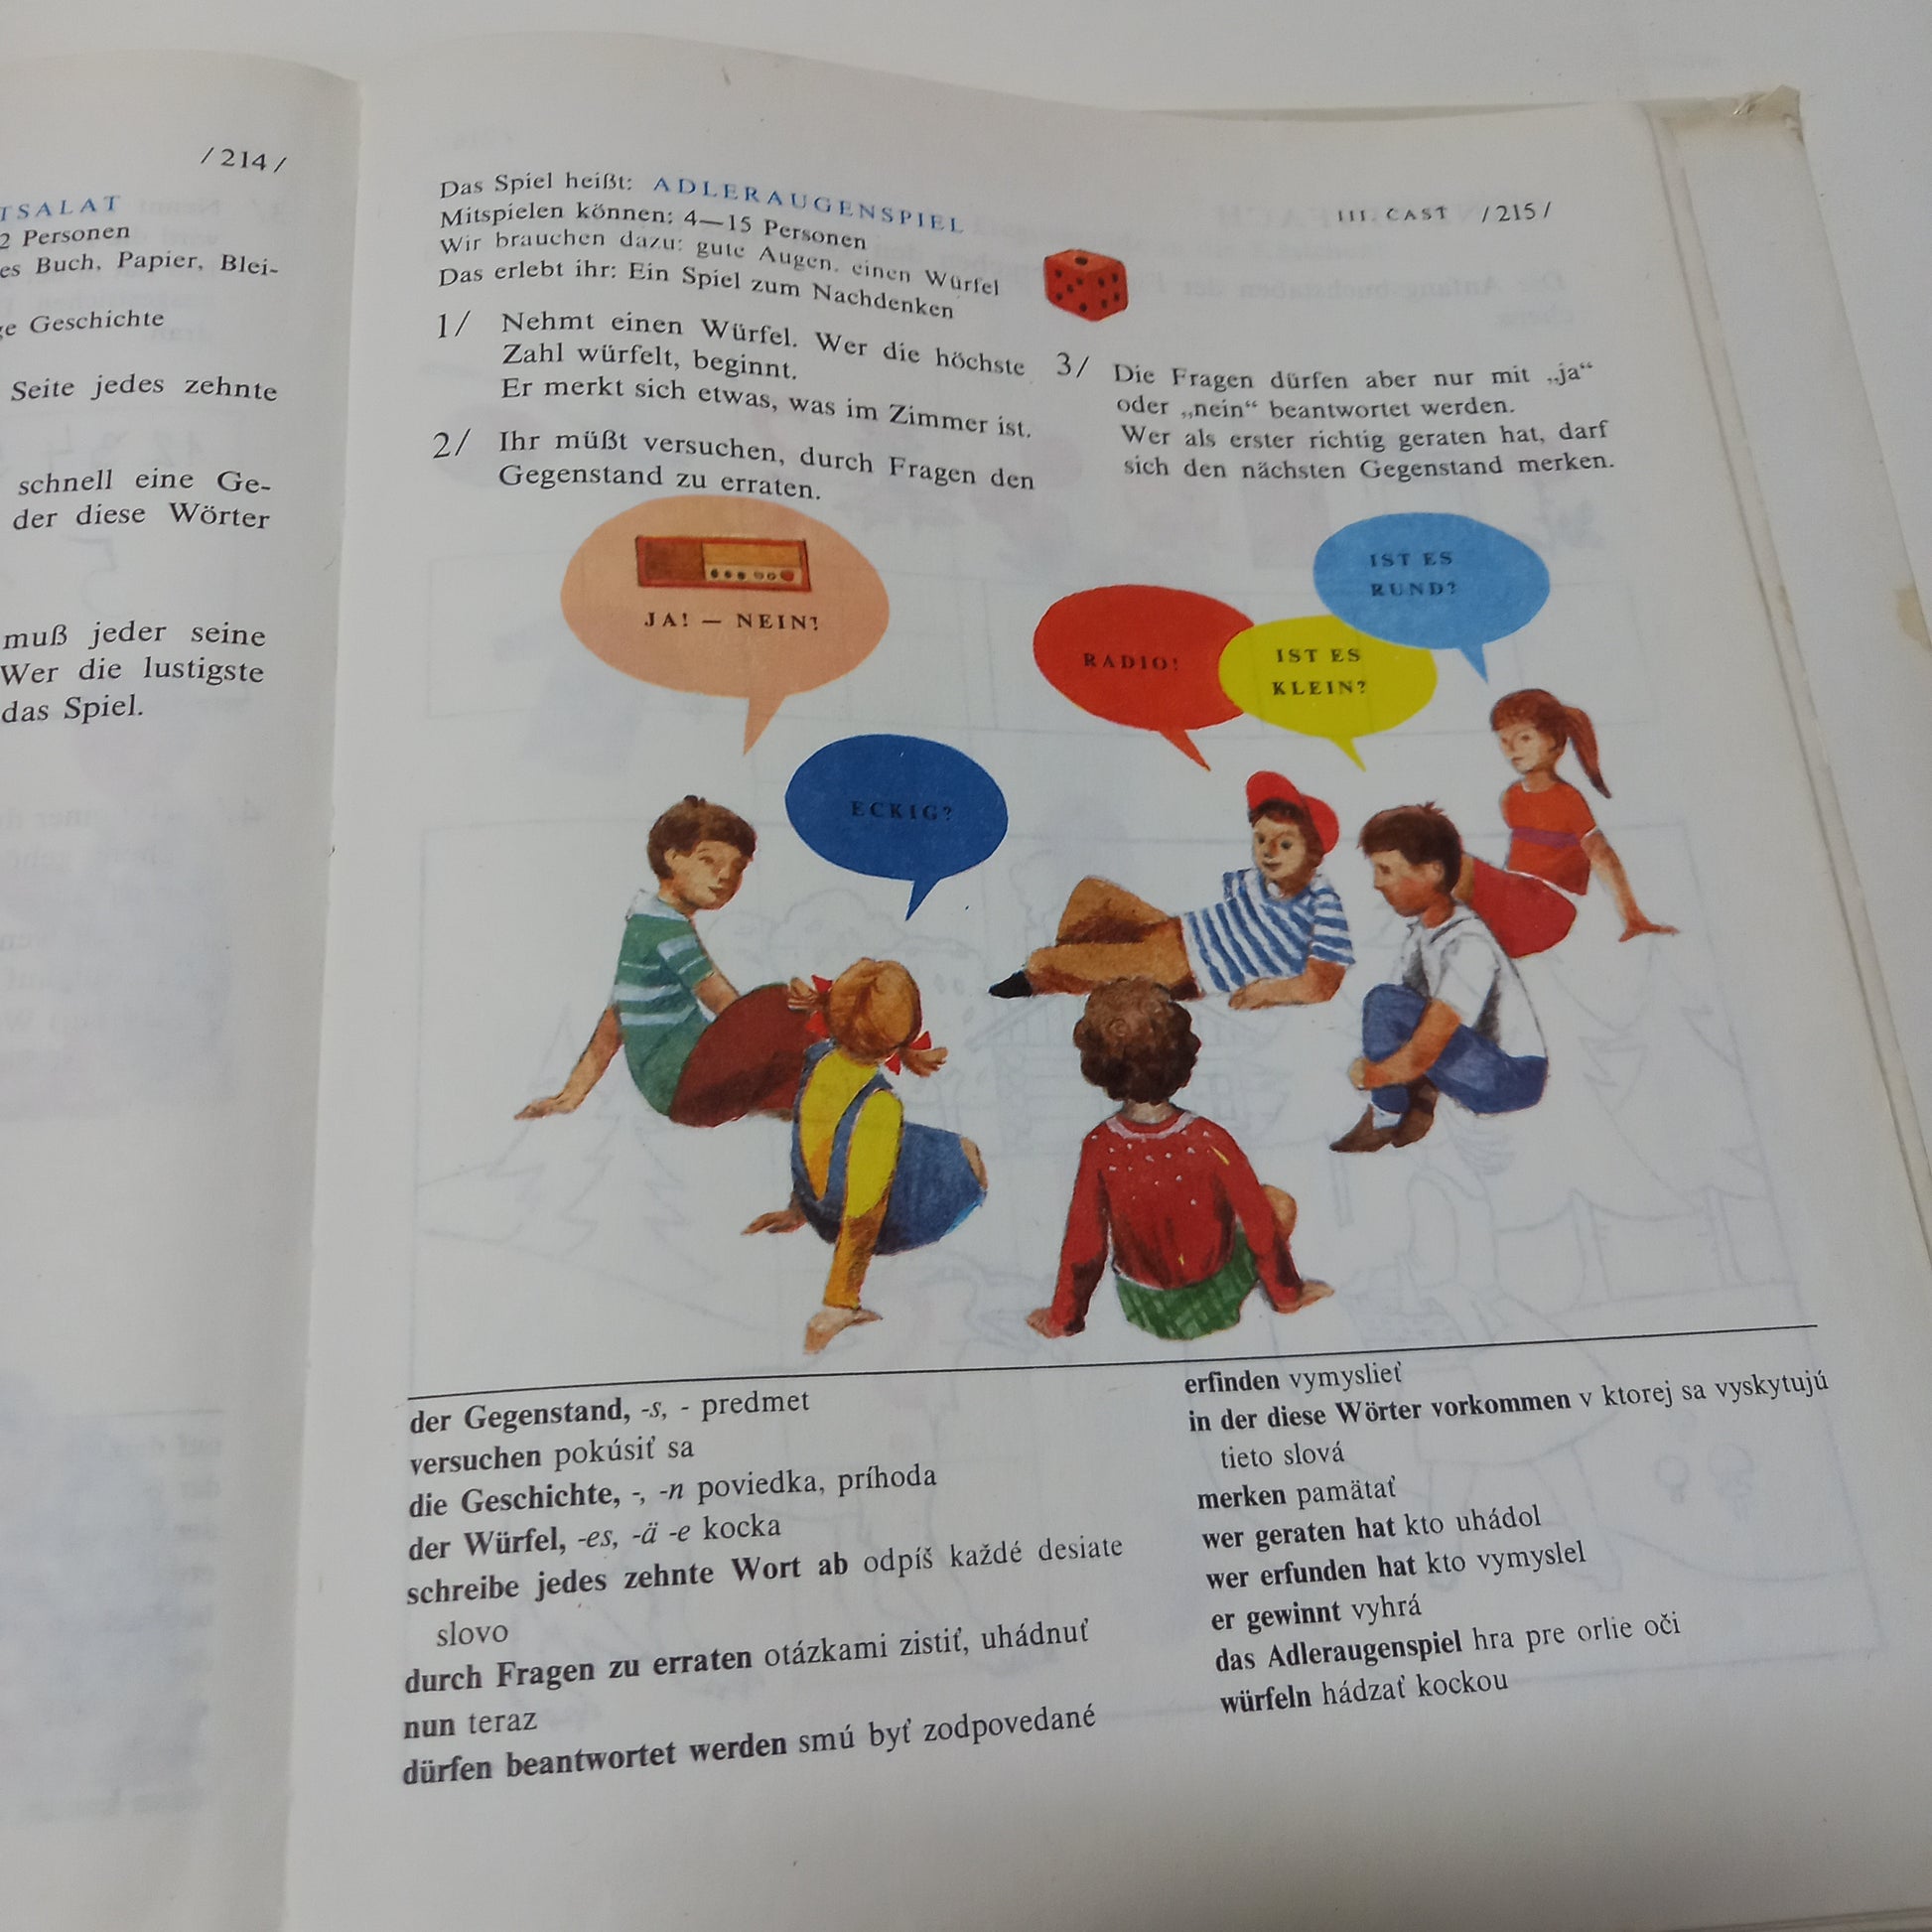 / 214 /
TSALAT
2 Personen
es Buch, Papier, Blei-
ge Geschichte
Seite jedes zehnte
schnell eine Ge-
der diese Wörter
muß jeder seine
Wer die lustigste
das Spiel.
III. CAST / 215 /
Das Spiel heißt: ADLERAUGENSPIEL
Mitspielen können: 4—15 Personen
Wir brauchen dazu: gute Augen, einen Würfel
Das erlebt ihr: Ein Spiel zum Nachdenken
1/ Nehmt einen Würfel. Wer die höchste
Zahl würfelt, beginnt.
Er merkt sich etwas, was im Zimmer ist.
2/ Ihr müßt versuchen, durch Fragen den
Gegenstand zu erraten.
3/ Die Fragen dürfen aber nur mit „ja“
oder „nein“ beantwortet werden.
Wer als erster richtig geraten hat, darf
sich den nächsten Gegenstand merken.
JA! — NEIN!
ECKIG?
RADIO!
IST ES
KLEIN?
IST ES
RUND?
der Gegenstand, -s, - predmet
versuchen pokúsiť sa
die Geschichte, -, -n poviedka, príhoda
der Würfel, -es, -ä -e kocka
schreibe jedes zehnte Wort ab odpíš každé desiate
slovo
durch Fragen zu erraten otázkami zistiť, uhádnuť
nun teraz
dürfen beantwortet werden smú byť zodpovedané
erfinden vymyslieť
in der diese Wörter vorkommen v ktorej sa vyskytujú
tieto slová
merken pamätať
wer geraten hat kto uhádol
wer erfunden hat kto vymyslel
er gewinnt vyhrá
das Adleraugenspiel hra pre orlie oči
würfeln hádzať kockou